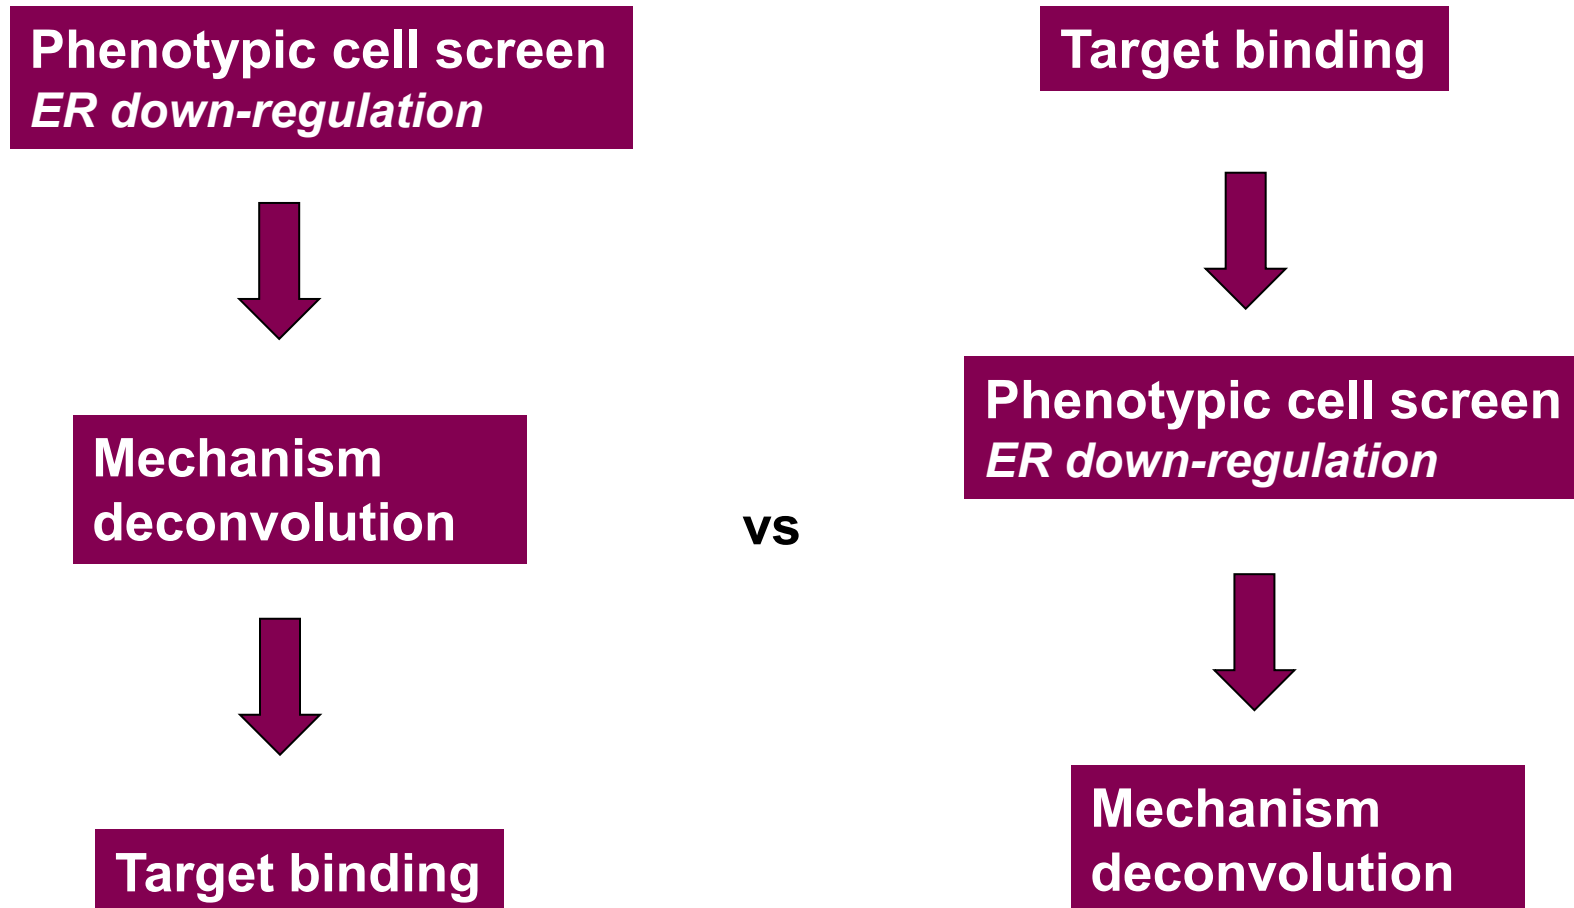 Phenotypic cell screen
ER down-regulation
Mechanism
deconvolution
Target binding
vs
Target binding
Phenotypic cell screen
ER down-regulation
Mechanism
deconvolution